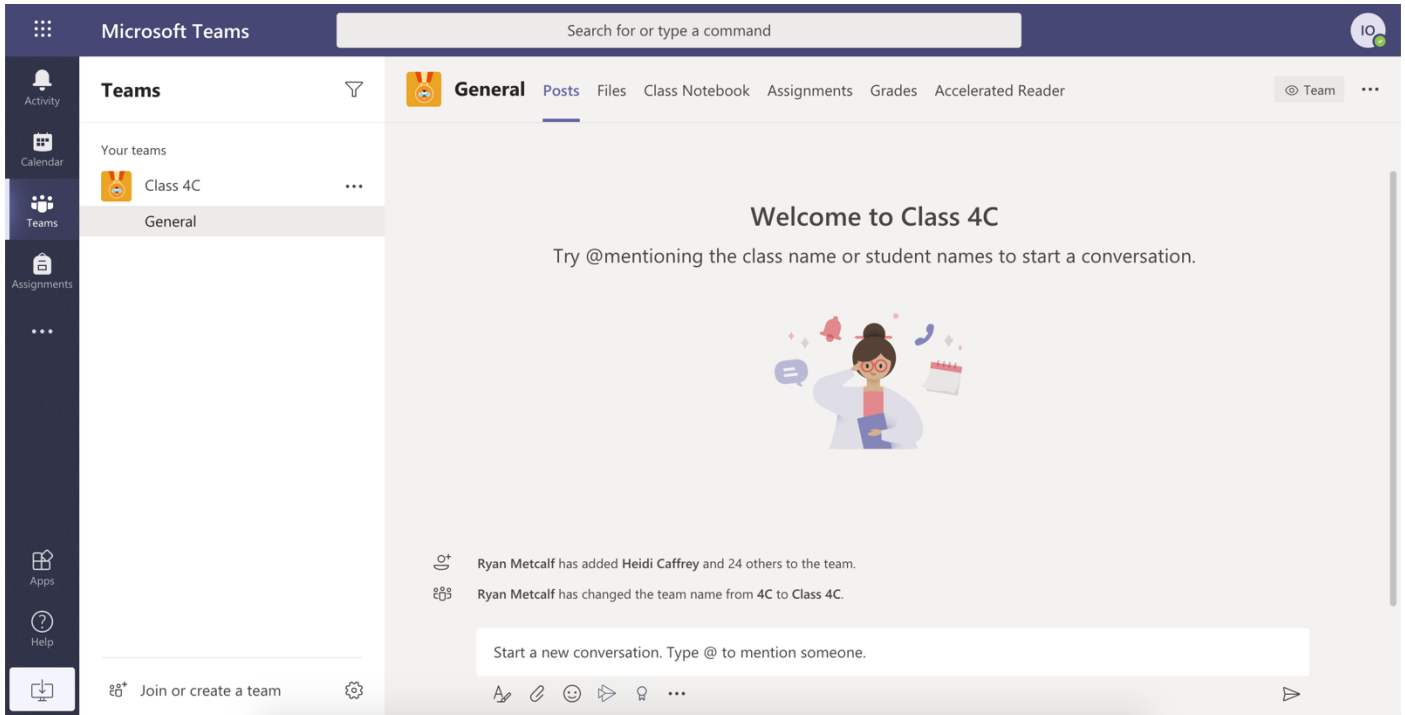 Microsoft Teams
Search for or type a command
IO
Activity
Calendar
Teams
Assignments
Apps
Help
Teams
Your teams
Class 4C
General
Join or create a team
General Posts Files Class Notebook Assignments Grades Accelerated Reader
Team
Welcome to Class 4C
Try @mentioning the class name or student names to start a conversation.
Ryan Metcalf has added Heidi Caffrey and 24 others to the team.
Ryan Metcalf has changed the team name from 4C to Class 4C.
Start a new conversation. Type @ to mention someone.